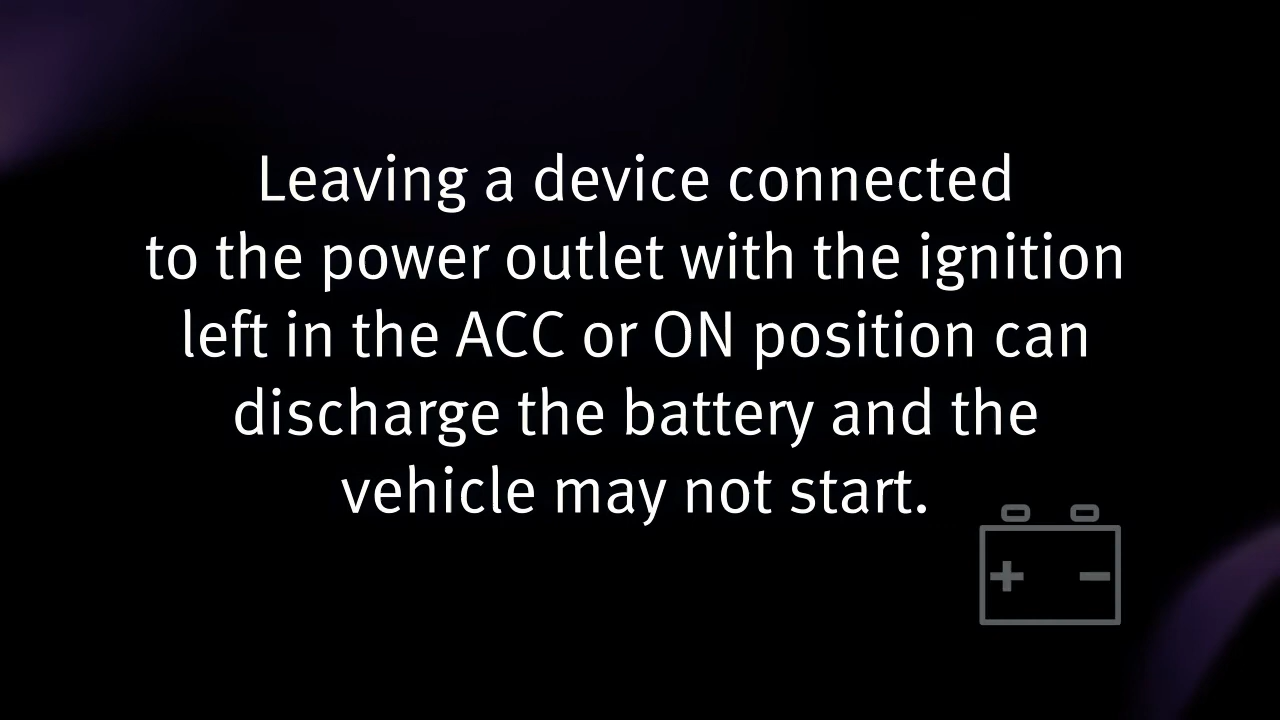 Leaving a device connected
to the power outlet with the ignition
left in the ACC or ON position can
discharge the battery and the
vehicle may not start.
+ −